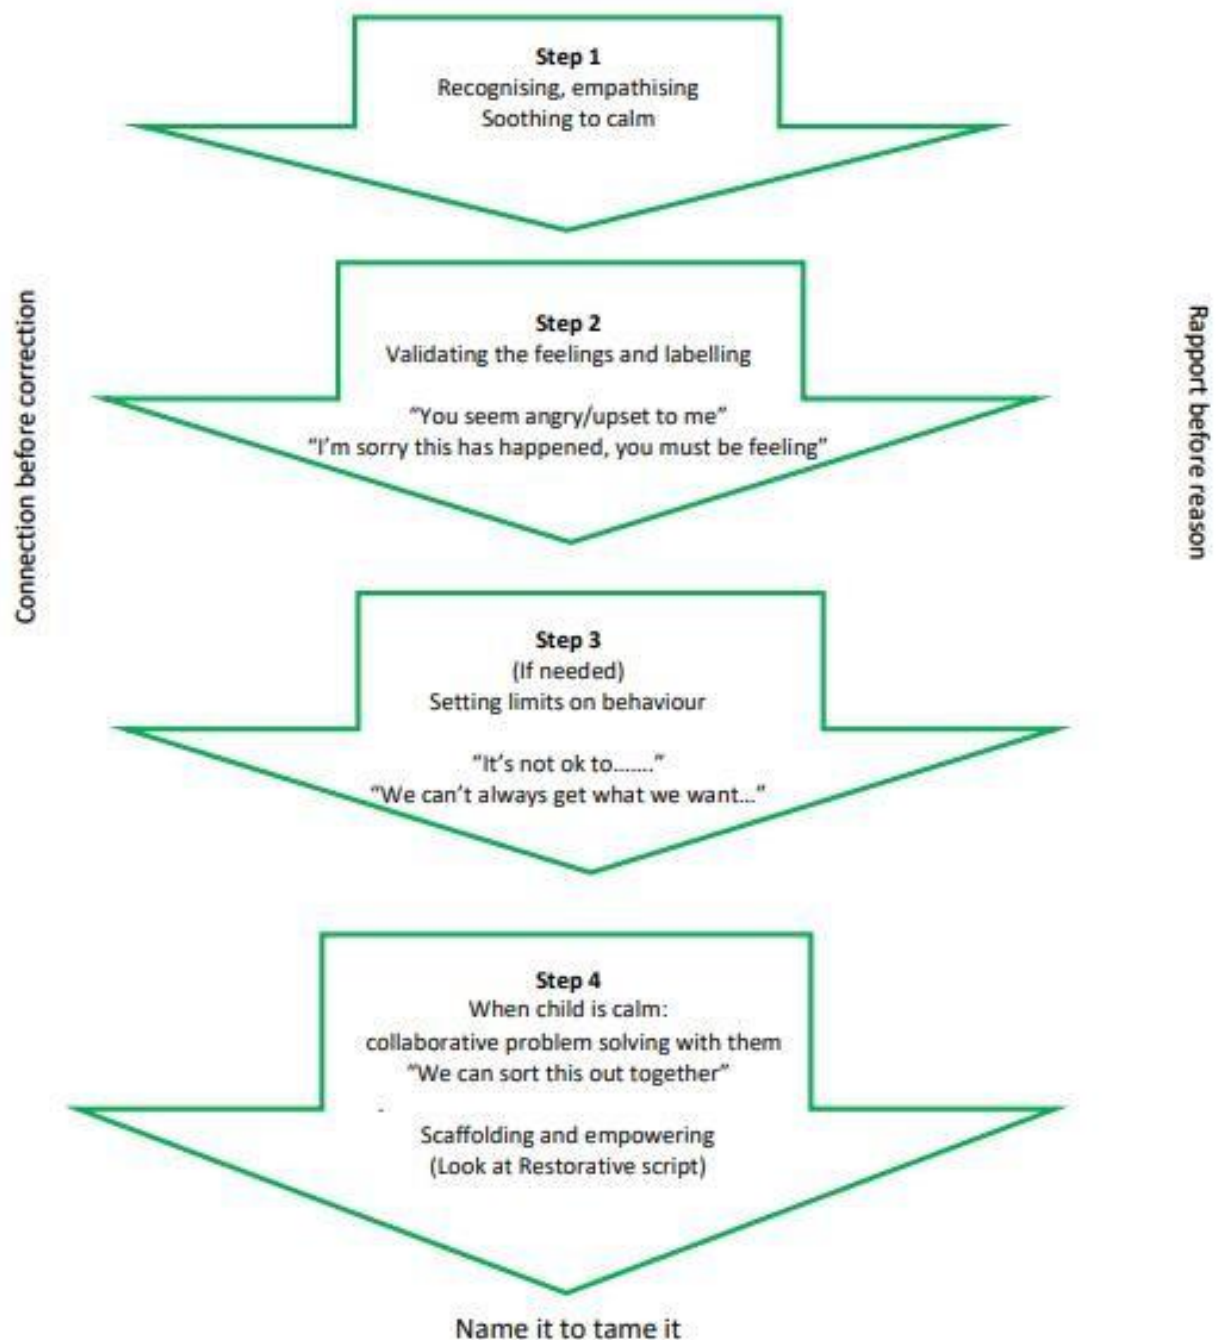 Step 1
Recognising, empathising
Soothing to calm
Connection before correction
Rapport before reason
Step 2
Validating the feelings and labelling
“You seem angry/upset to me”
“I’m sorry this has happened, you must be feeling”
Step 3
(If needed)
Setting limits on behaviour
“It’s not ok to.......”
“We can’t always get what we want…”
Step 4
When child is calm:
collaborative problem solving with them
“We can sort this out together”
Scaffolding and empowering
(Look at Restorative script)
Name it to tame it